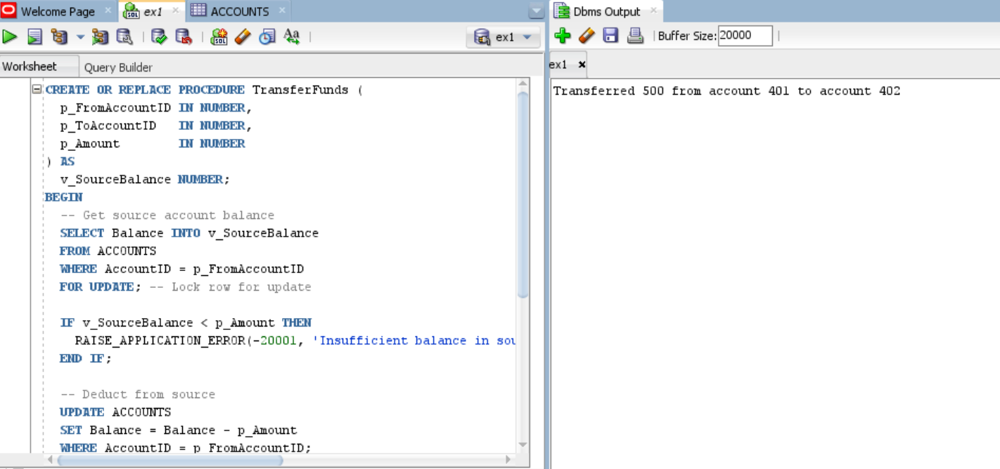 Welcome Page
ex1
ACCOUNTS
Dbms Output
ex1
Buffer Size: 20000
Worksheet
Query Builder
ex1
CREATE OR REPLACE PROCEDURE TransferFunds (
p_FromAccountID IN NUMBER,
p_ToAccountID IN NUMBER,
p_Amount IN NUMBER
) AS
v_SourceBalance NUMBER;
BEGIN
-- Get source account balance
SELECT Balance INTO v_SourceBalance
FROM ACCOUNTS
WHERE AccountID = p_FromAccountID
FOR UPDATE; -- Lock row for update
IF v_SourceBalance < p_Amount THEN
RAISE_APPLICATION_ERROR(-20001, 'Insufficient balance in sou
END IF;
-- Deduct from source
UPDATE ACCOUNTS
SET Balance = Balance - p_Amount
WHERE AccountID = p_FromAccountID;
Transferred 500 from account 401 to account 402